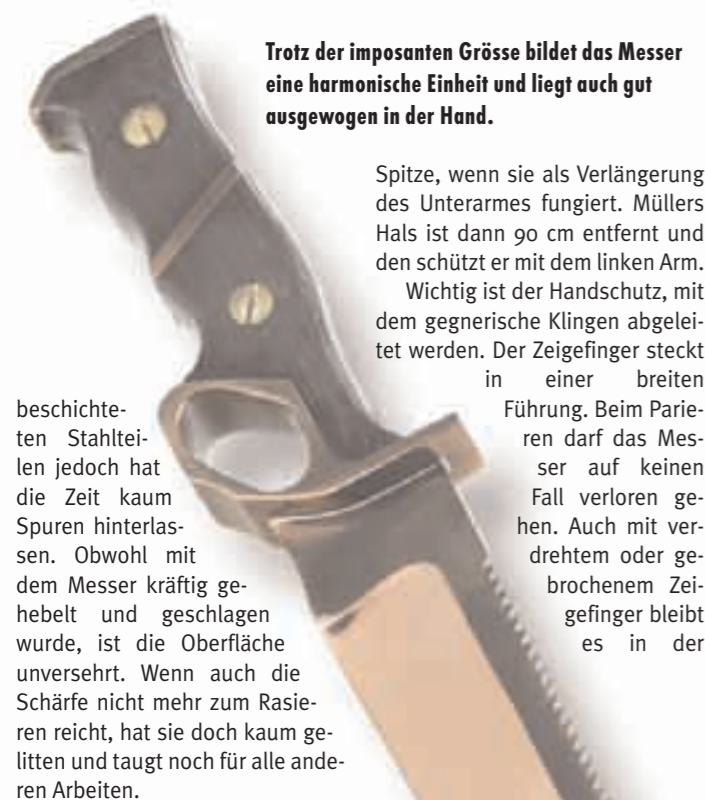 Trotz der imposanten Grösse bildet das Messer
eine harmonische Einheit und liegt auch gut
ausgewogen in der Hand.
beschichte-
ten Stahltei-
len jedoch hat
die Zeit kaum
Spuren hinterlas-
sen. Obwohl mit
dem Messer kräftig ge-
hebelt und geschlagen
wurde, ist die Oberfläche
unversehrt. Wenn auch die
Schärfe nicht mehr zum Rasie-
ren reicht, hat sie doch kaum ge-
litten und taugt noch für alle ande-
ren Arbeiten.
Spitze, wenn sie als Verlängerung
des Unterarmes fungiert. Müllers
Hals ist dann 90 cm entfernt und
den schützt er mit dem linken Arm.
Wichtig ist der Handschutz, mit
dem gegnerische Klingen abgelei-
tet werden. Der Zeigefinger steckt
in einer breiten
Führung. Beim Parie-
ren darf das Mes-
ser auf keinen
Fall verloren ge-
hen. Auch mit ver-
drehtem oder ge-
brochenem Zei-
gefinger bleibt
es in der